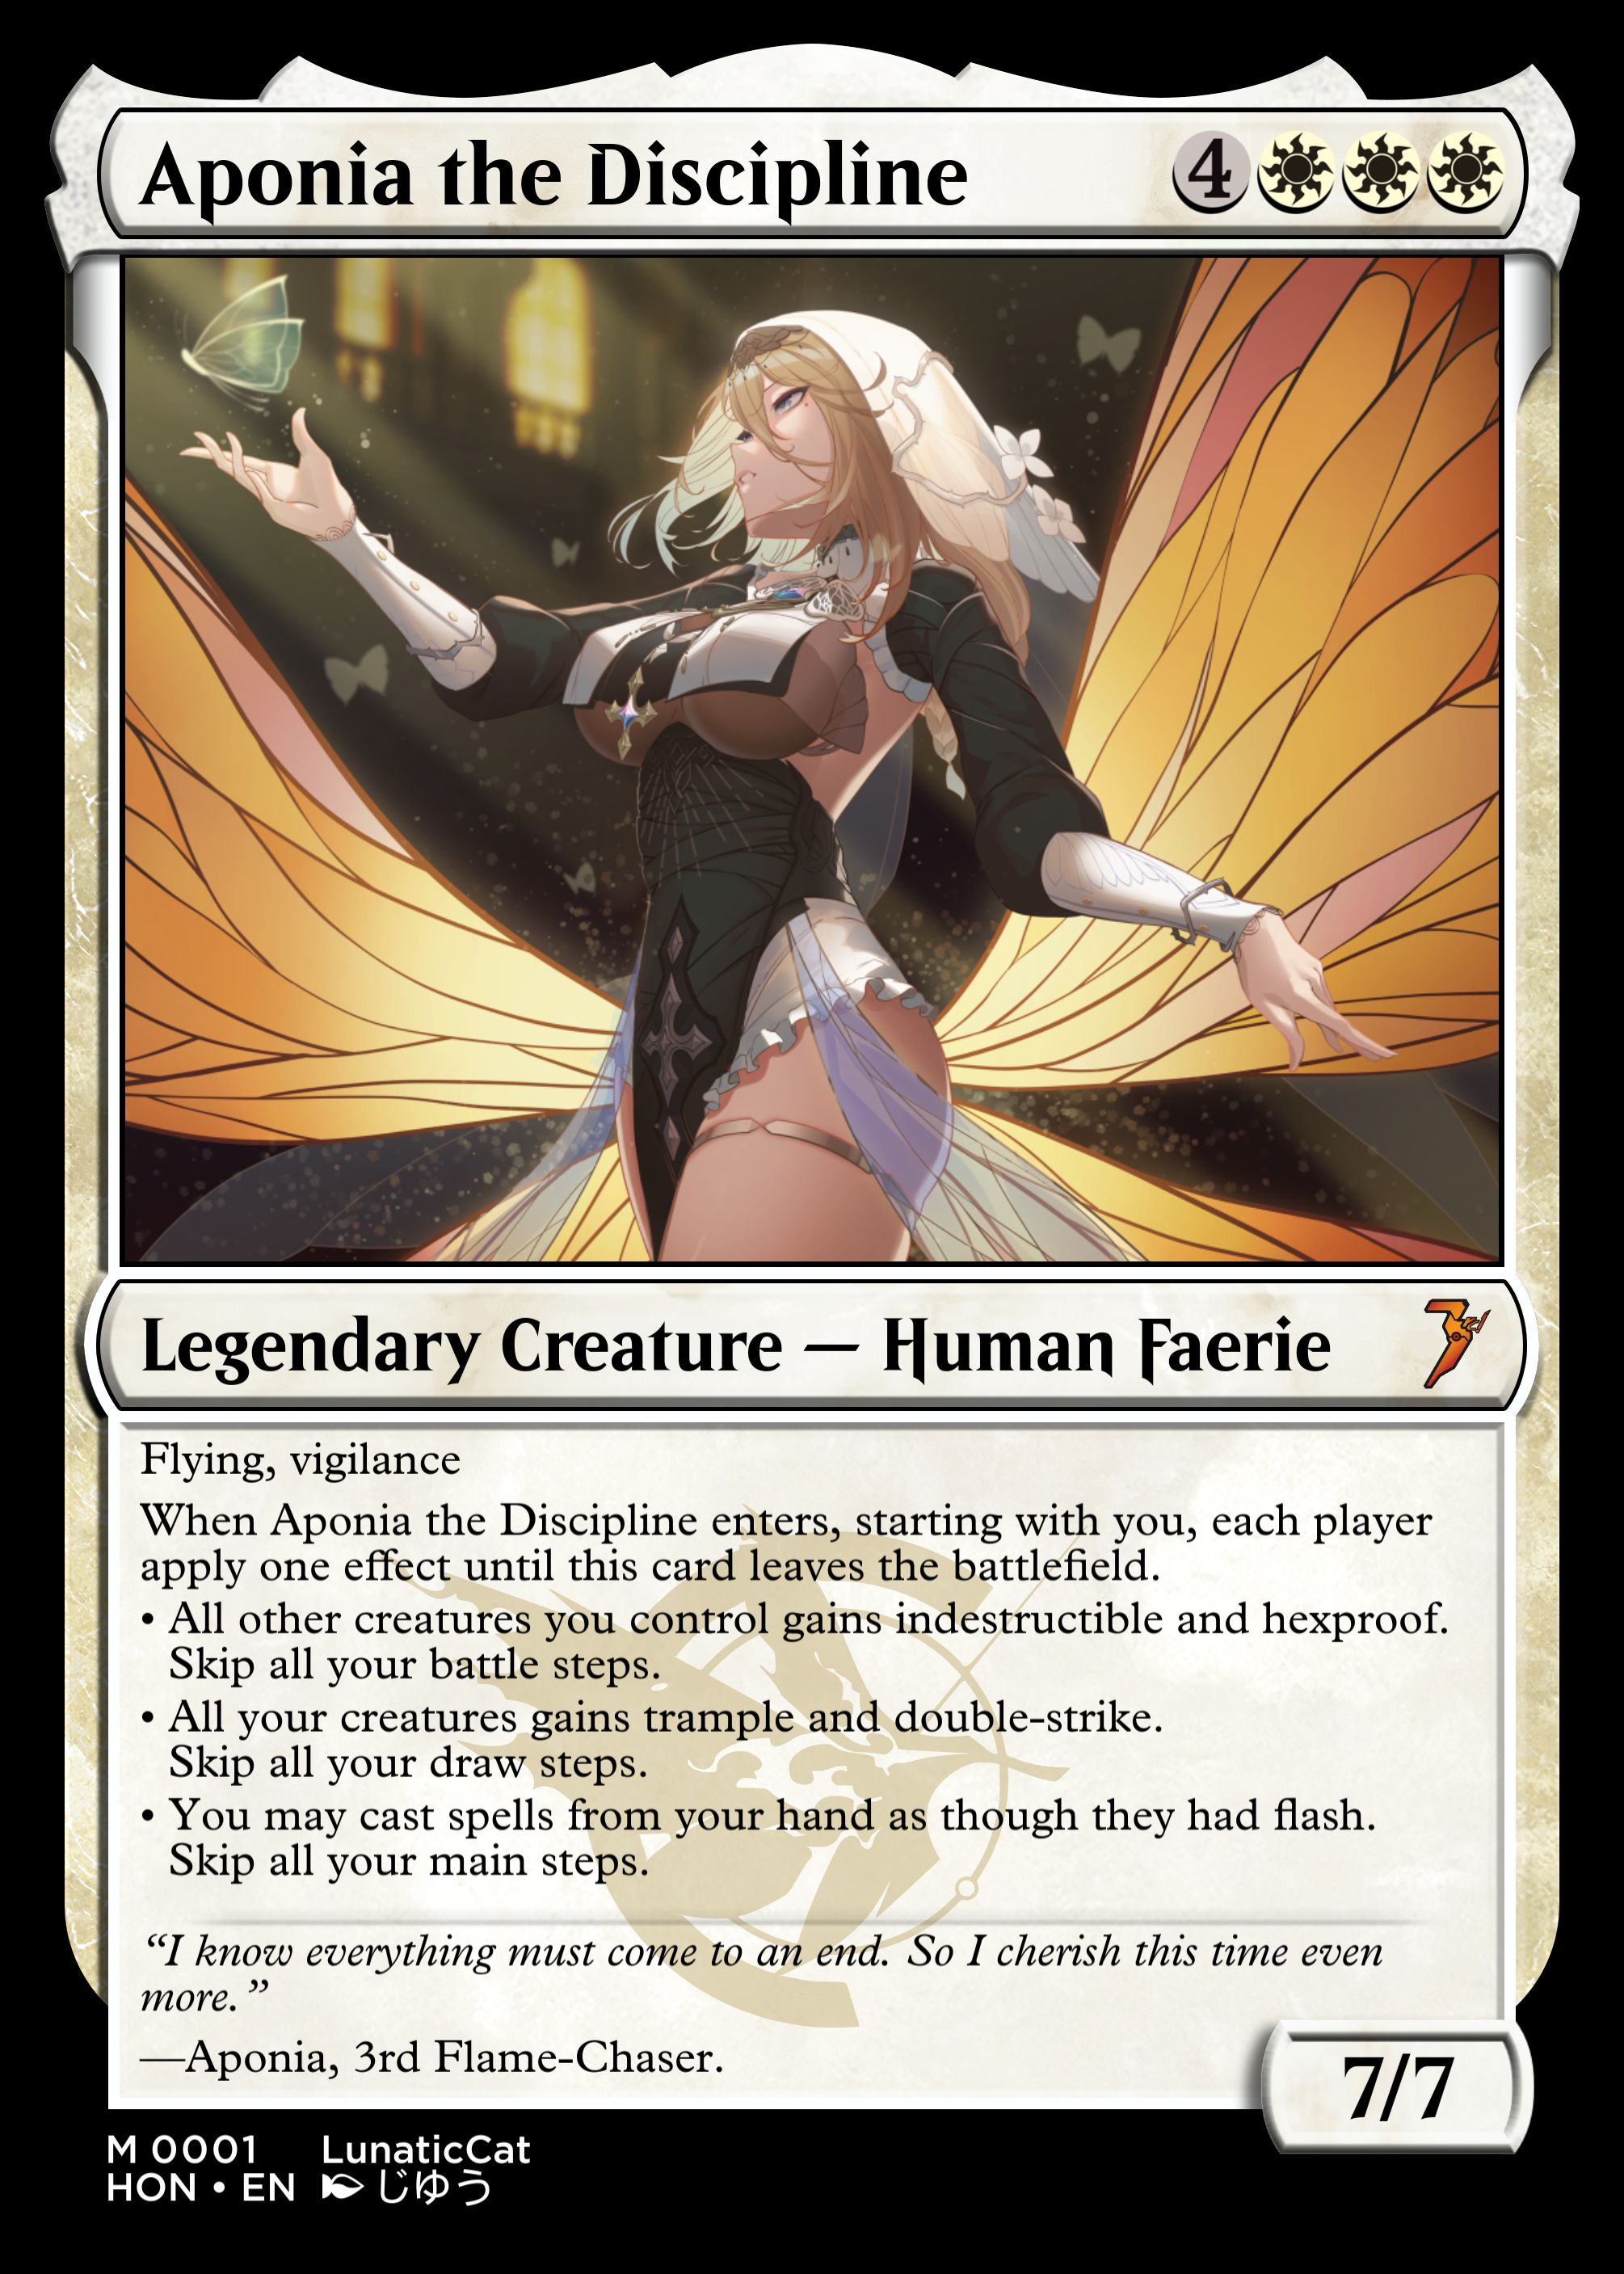 Aponia the Discipline 4
Legendary Creature — Human Faerie
Flying, vigilance
When Aponia the Discipline enters, starting with you, each player
apply one effect until this card leaves the battlefield.
• All other creatures you control gains indestructible and hexproof.
Skip all your battle steps.
• All your creatures gains trample and double-strike.
Skip all your draw steps.
• You may cast spells from your hand as though they had flash.
Skip all your main steps.
“I know everything must come to an end. So I cherish this time even
more.”
—Aponia, 3rd Flame-Chaser.
7/7
M 0001 LunaticCat
HON • EN じゆう